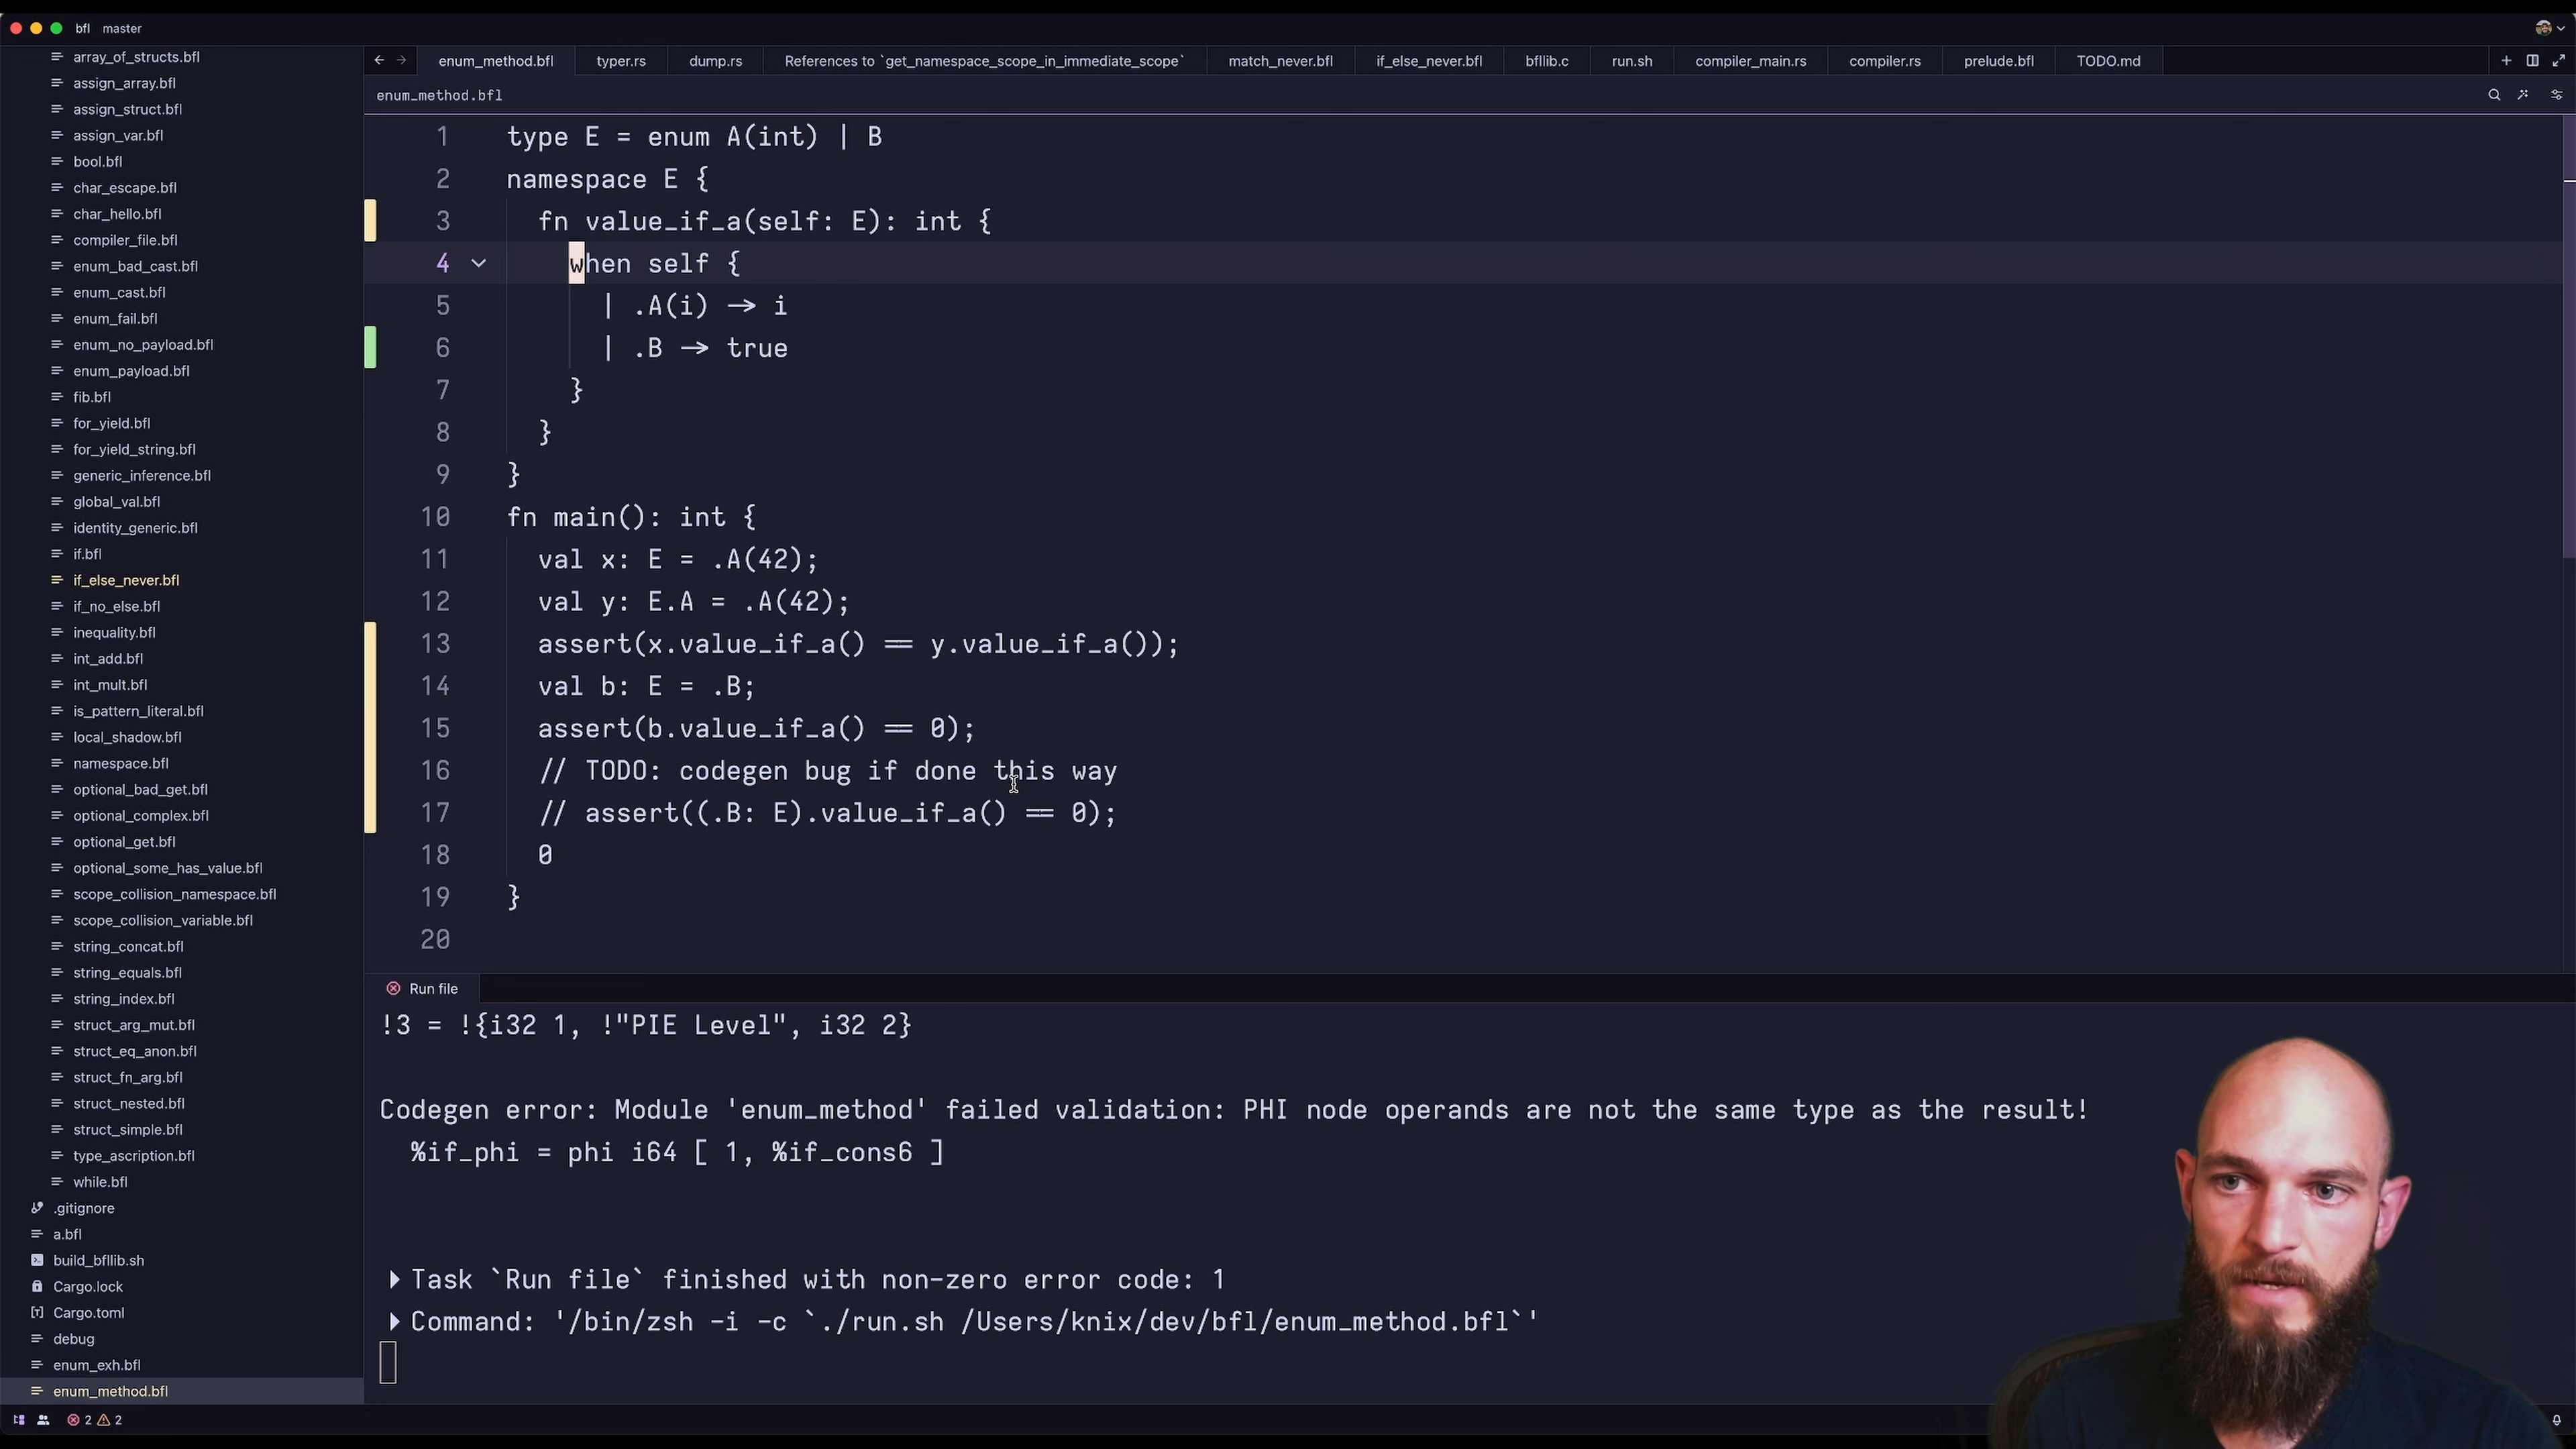 bfl master
array_of_structs.bfl
assign_array.bfl
assign_struct.bfl
assign_var.bfl
bool.bfl
char_escape.bfl
char_hello.bfl
compiler_file.bfl
enum_bad_cast.bfl
enum_cast.bfl
enum_fail.bfl
enum_no_payload.bfl
enum_payload.bfl
fib.bfl
for_yield.bfl
for_yield_string.bfl
generic_inference.bfl
global_val.bfl
identity_generic.bfl
if.bfl
if_else_never.bfl
if_no_else.bfl
inequality.bfl
int_add.bfl
int_mult.bfl
is_pattern_literal.bfl
local_shadow.bfl
namespace.bfl
optional_bad_get.bfl
optional_complex.bfl
optional_get.bfl
optional_some_has_value.bfl
scope_collision_namespace.bfl
scope_collision_variable.bfl
string_concat.bfl
string_equals.bfl
string_index.bfl
struct_arg_mut.bfl
struct_eq_anon.bfl
struct_fn_arg.bfl
struct_nested.bfl
struct_simple.bfl
type_ascription.bfl
while.bfl
.gitignore
a.bfl
build_bfllib.sh
Cargo.lock
Cargo.toml
debug
enum_exh.bfl
enum_method.bfl
2 2
enum_method.bfl typer.rs dump.rs References to `get_namespace_scope_in_immediate_scope` match_never.bfl if_else_never.bfl bfllib.c run.sh compiler_main.rs compiler.rs prelude.bfl TODO.md
enum_method.bfl
1 type E = enum A(int) | B
2 namespace E {
3 fn value_if_a(self: E): int {
4 when self {
5 | .A(i) -> i
6 | .B -> true
7 }
8 }
9 }
10 fn main(): int {
11 val x: E = .A(42);
12 val y: E.A = .A(42);
13 assert(x.value_if_a() == y.value_if_a());
14 val b: E = .B;
15 assert(b.value_if_a() == 0);
16 // TODO: codegen bug if done this way
17 // assert((.B: E).value_if_a() == 0);
18 0
19 }
20
Run file
!3 = !{i32 1, !"PIE Level", i32 2}
Codegen error: Module 'enum_method' failed validation: PHI node operands are not the same type as the result!
%if_phi = phi i64 [ 1, %if_cons6 ]
Task `Run file` finished with non-zero error code: 1
Command: '/bin/zsh -i -c `./run.sh /Users/knix/dev/bfl/enum_method.bfl`'